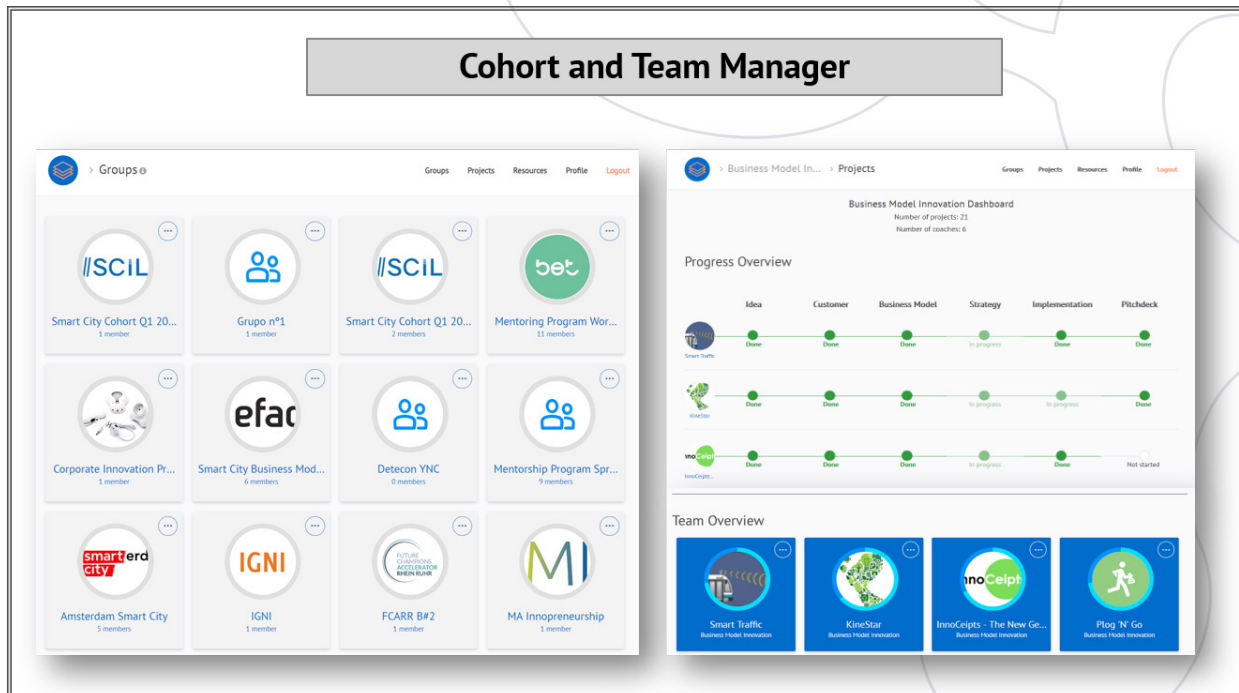 Cohort and Team Manager
> Groups
Groups Projects Resources Profile Logout
//SCiL
Smart City Cohort Q1 20...
1 member
Grupo nº1
1 member
//SCiL
Smart City Cohort Q1 20...
2 members
bet
Mentoring Program Wor...
11 members
Corporate Innovation Pr...
1 member
efac
Smart City Business Mod...
6 members
Detecon YNC
0 members
Mentorship Program Spr...
9 members
smart erd
city
Amsterdam Smart City
5 members
IGNI
IGNI
1 member
FUTURE
CHAMPIONS
ACCELERATOR
RHEIN RUHR
FCARR B#2
1 member
MI
MA Innopreneurship
1 member
> Business Model In... > Projects
Groups Projects Resources Profile Logout
Business Model Innovation Dashboard
Number of projects: 21
Number of coaches: 6
Progress Overview
Idea Customer Business Model Strategy Implementation Pitchdeck
Smart Traffic
Done Done Done In progress Done Done
KineStar
Done Done Done In progress In progress Done
nnoCeipt
InnoCeipts...
Done Done Done In progress Done Not started
Team Overview
Smart Traffic
Business Model Innovation
KineStar
Business Model Innovation
nnoCeipt
InnoCeipts - The New Ge...
Business Model Innovation
Plog 'N' Go
Business Model Innovation